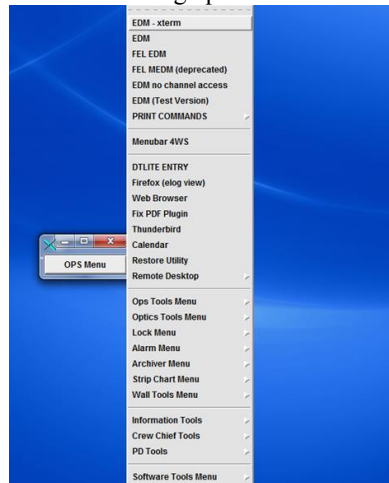 EDM - xterm
EDM
FEL EDM
FEL MEDM (deprecated)
EDM no channel access
EDM (Test Version)
PRINT COMMANDS
Menubar 4WS
DTLITE ENTRY
Firefox (elog view)
Web Browser
Fix PDF Plugin
Thunderbird
Calendar
Restore Utility
Remote Desktop
OPS Menu
Ops Tools Menu
Optics Tools Menu
Lock Menu
Alarm Menu
Archiver Menu
Strip Chart Menu
Wall Tools Menu
Information Tools
Crew Chief Tools
PD Tools
Software Tools Menu